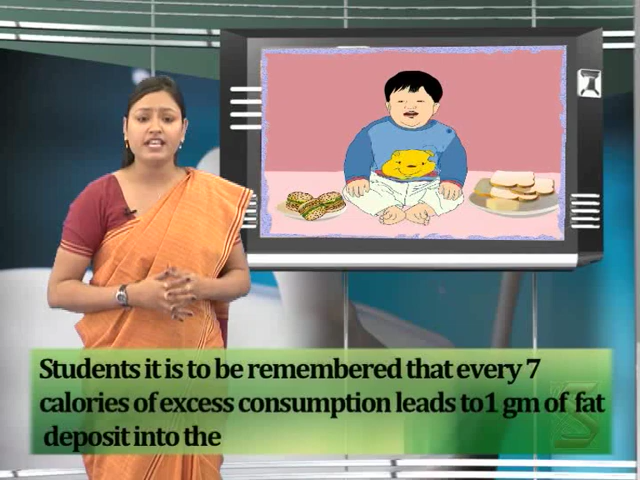 Students it is to be remembered that every 7
calories of excess consumption leads to1 gm of fat
deposit into the